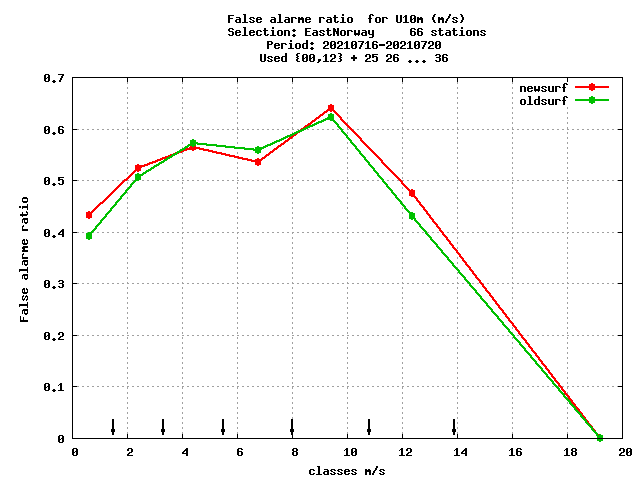 False alarme ratio  for U10m (m/s)
Selection: EastNorway     66 stations
Period: 20210716-20210720
Used {00,12} + 25 26 ... 36
newsurf
oldsurf
0.7
0.6
0.5
0.4
0.3
0.2
0.1
0
False alarme ratio
0 2 4 6 8 10 12 14 16 18 20
classes m/s